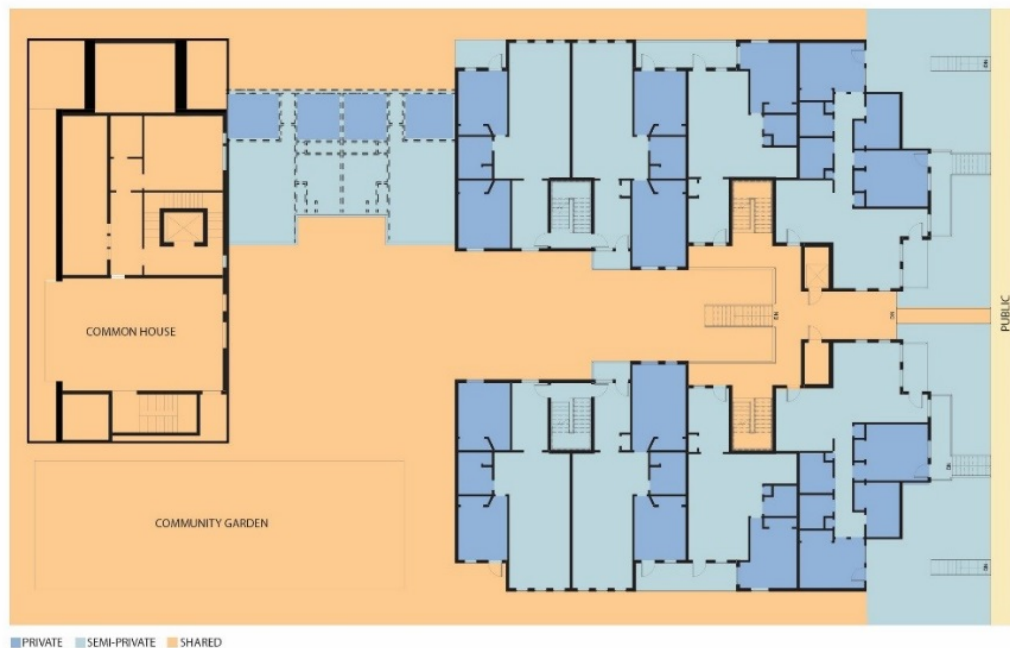 COMMON HOUSE
PUBLIC
COMMUNITY GARDEN
PRIVATE SEMI-PRIVATE SHARED